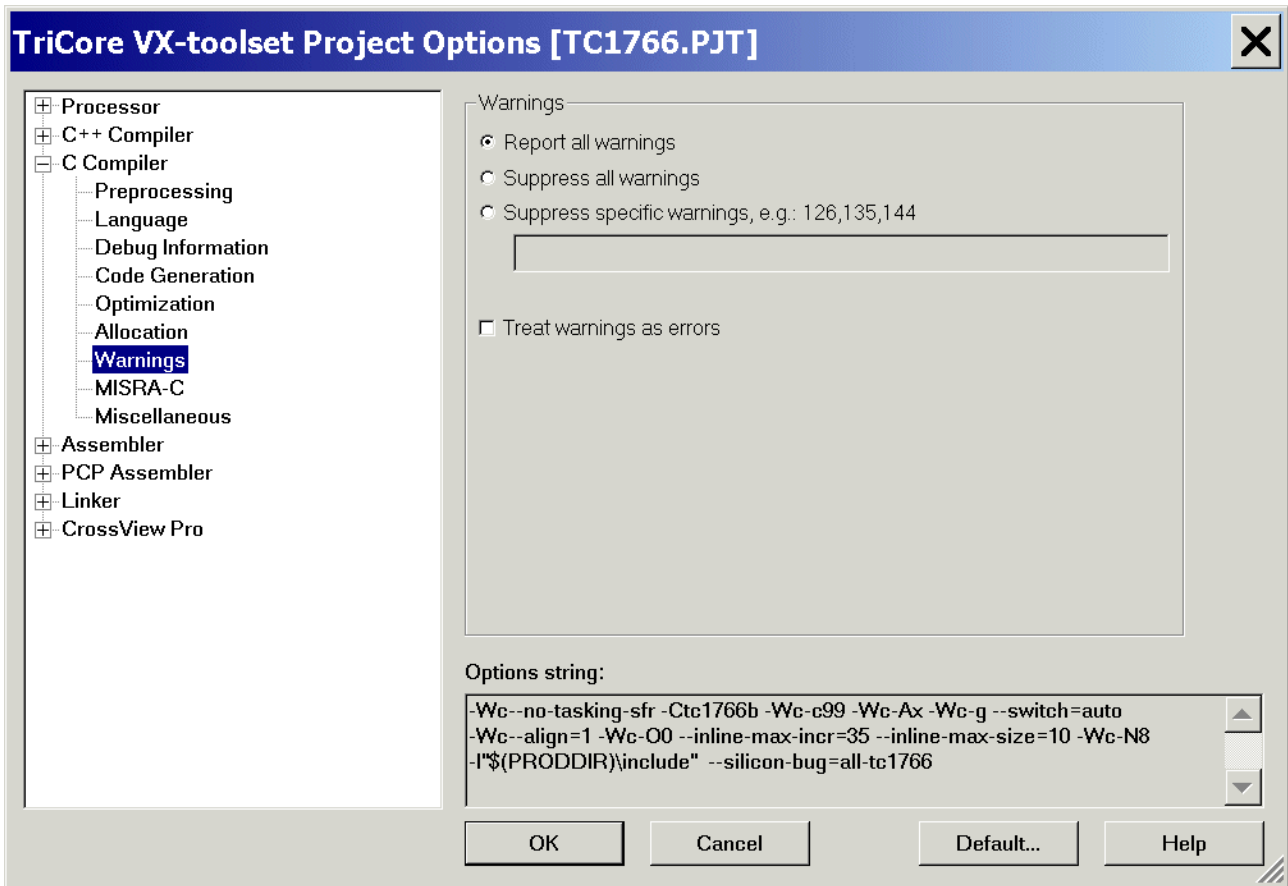 TriCore VX-toolset Project Options [TC1766.PJT]
Processor
C++ Compiler
C Compiler
Preprocessing
Language
Debug Information
Code Generation
Optimization
Allocation
Warnings
MISRA-C
Miscellaneous
Assembler
PCP Assembler
Linker
CrossView Pro
Warnings
Report all warnings
Suppress all warnings
Suppress specific warnings, e.g.: 126,135,144
Treat warnings as errors
Options string:
-Wc--no-tasking-sfr -Ctc1766b -Wc-c99 -Wc-Ax -Wc-g --switch=auto
-Wc--align=1 -Wc-O0 --inline-max-incr=35 --inline-max-size=10 -Wc-N8
-I"$(PRODDIR)\include" --silicon-bug=all-tc1766
OK
Cancel
Default...
Help